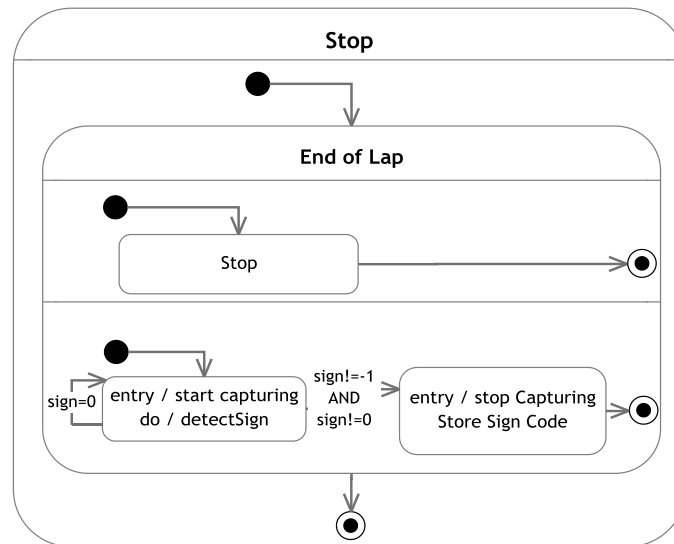 Stop
End of Lap
Stop
sign=0
entry / start capturing
do / detectSign
sign!=-1
AND
sign!=0
entry / stop Capturing
Store Sign Code